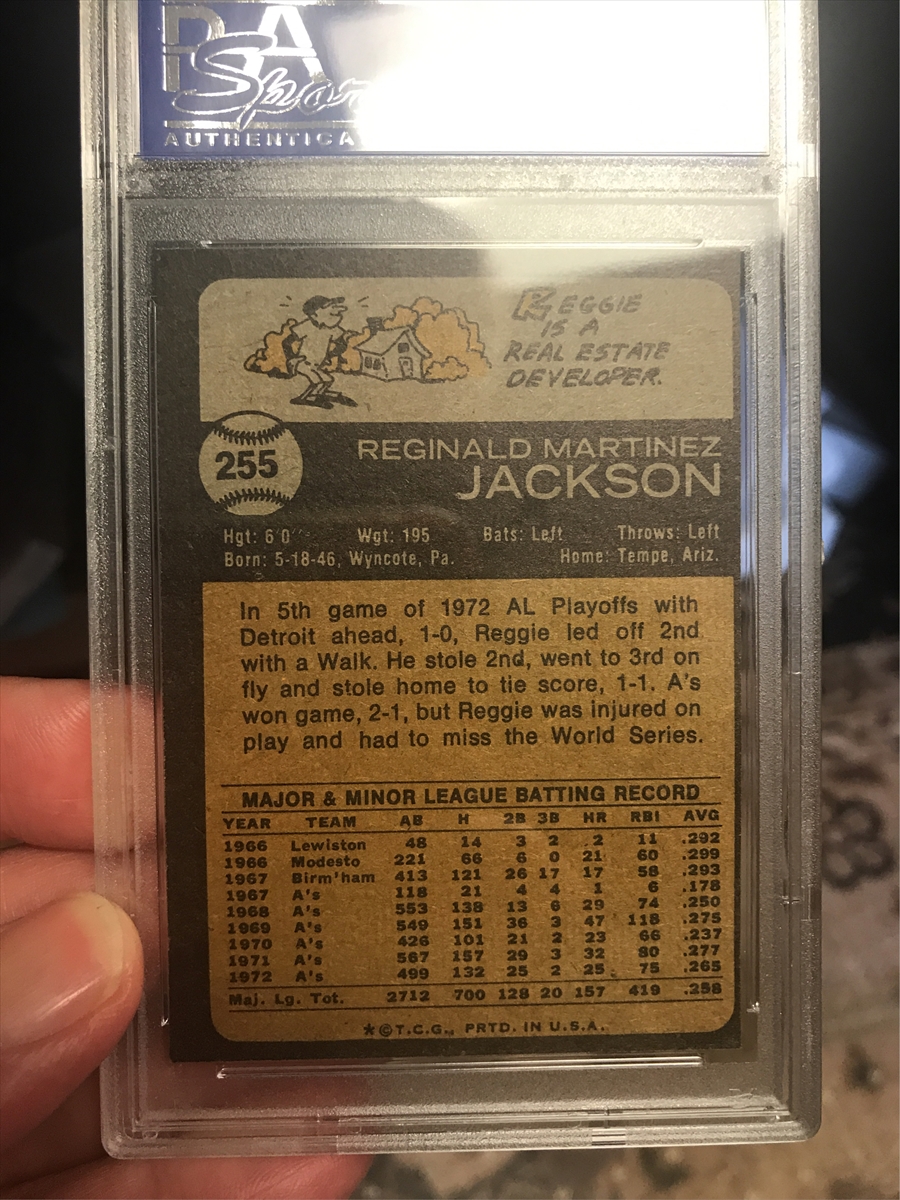 PSA
AUTHENTICA
REGGIE
IS A
REAL ESTATE
DEVELOPER.
255
REGINALD MARTINEZ
JACKSON
Hgt: 6'0" Wgt: 195 Bats: Left Throws: Left
Born: 5-18-46, Wyncote, Pa. Home: Tempe, Ariz.
In 5th game of 1972 AL Playoffs with
Detroit ahead, 1-0, Reggie led off 2nd
with a Walk. He stole 2nd, went to 3rd on
fly and stole home to tie score, 1-1. A's
won game, 2-1, but Reggie was injured on
play and had to miss the World Series.
MAJOR & MINOR LEAGUE BATTING RECORD
YEAR TEAM AB H 2B 3B HR RBI AVG
1966 Lewiston 48 14 3 2 2 11 .292
1966 Modesto 221 66 6 0 21 60 .299
1967 Birm'ham 413 121 26 17 17 58 .293
1967 A's 118 21 4 4 1 6 .178
1968 A's 553 138 13 6 29 74 .250
1969 A's 549 151 36 3 47 118 .275
1970 A's 426 101 21 2 23 66 .237
1971 A's 567 157 29 3 32 80 .277
1972 A's 499 132 25 2 25 75 .265
Maj. Lg. Tot. 2712 700 128 20 157 419 .258
*©T.C.G., PRTD. IN U.S.A.